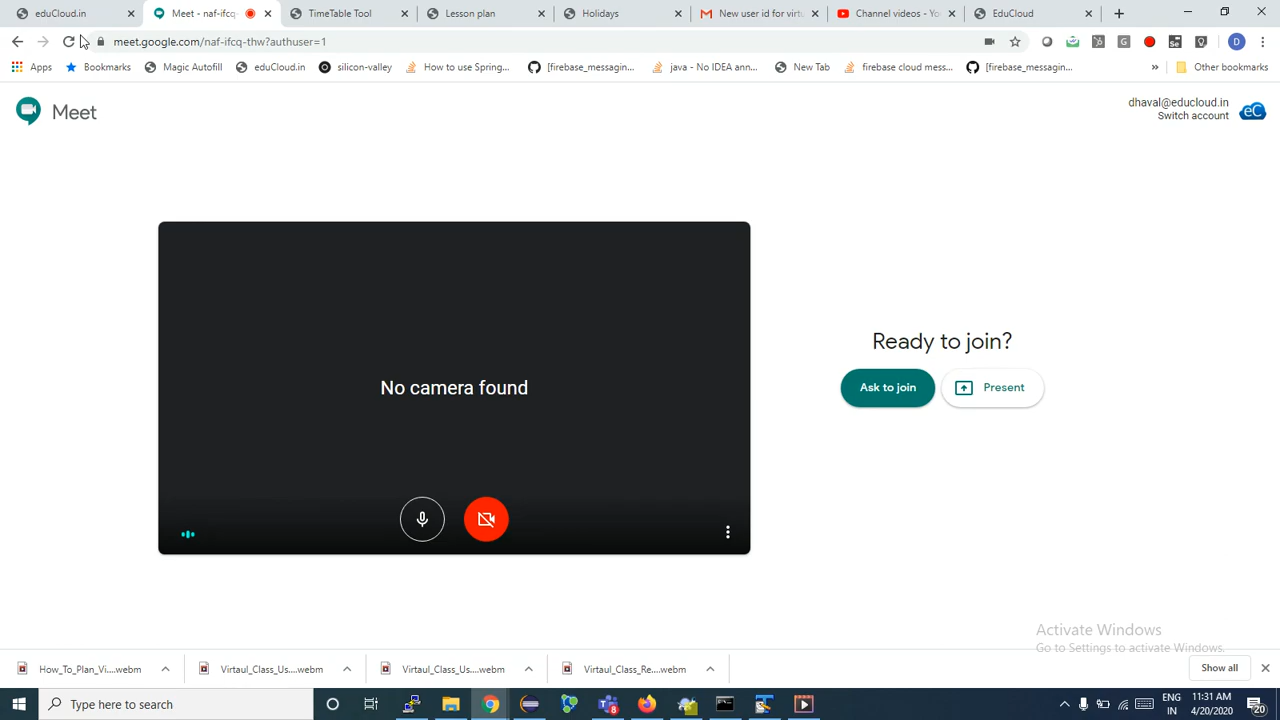 eduCloud.in
Meet - naf-ifcq
TimeTable Tool
Lesson plan
Holidays
New user id for virtu
Channel videos - Yo
EduCloud
meet.google.com/naf-ifcq-thw?authuser=1
G
Se
D
Apps
Bookmarks
Magic Autofill
eduCloud.in
silicon-valley
How to use Spring...
[firebase_messagin...
java - No IDEA ann...
New Tab
firebase cloud mess...
[firebase_messagin...
»
Other bookmarks
Meet
dhaval@educloud.in
Switch account
eC
No camera found
Ready to join?
Ask to join
Present
Activate Windows
Go to Settings to activate Windows.
How_To_Plan_Vi....webm
Virtaul_Class_Us....webm
Virtaul_Class_Us....webm
Virtaul_Class_Re....webm
Show all
Type here to search
8
ENG
IN
11:31 AM
4/20/2020
20